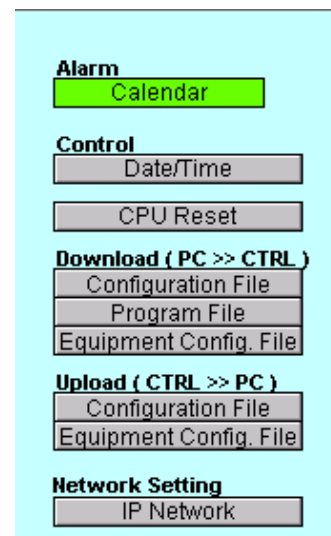 Alarm
Calendar
Control
Date/Time
CPU Reset
Download ( PC >> CTRL )
Configuration File
Program File
Equipment Config. File
Upload ( CTRL >> PC )
Configuration File
Equipment Config. File
Network Setting
IP Network